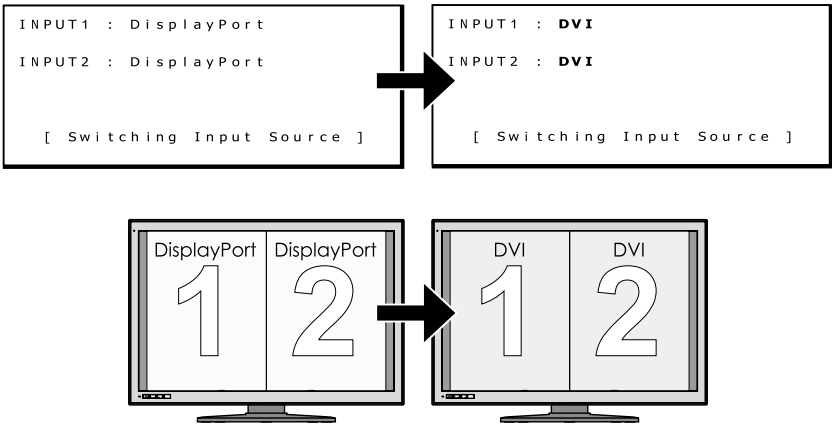 INPUT1 : DisplayPort
INPUT2 : DisplayPort
[ Switching Input Source ]
INPUT1 : DVI
INPUT2 : DVI
[ Switching Input Source ]
DisplayPort DisplayPort
1 2
DVI DVI
1 2